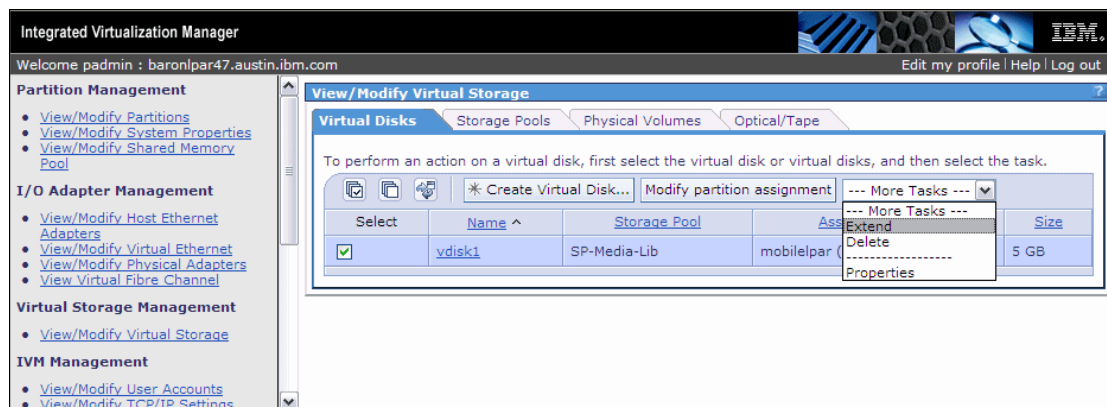 Integrated Virtualization Manager
IBM.
Welcome padmin : baronlpar47.austin.ibm.com
Edit my profile | Help | Log out
Partition Management
View/Modify Partitions
View/Modify System Properties
View/Modify Shared Memory
Pool
I/O Adapter Management
View/Modify Host Ethernet
Adapters
View/Modify Virtual Ethernet
View/Modify Physical Adapters
View Virtual Fibre Channel
Virtual Storage Management
View/Modify Virtual Storage
IVM Management
View/Modify User Accounts
View/Modify TCP/IP Settings
View/Modify Virtual Storage ?
Virtual Disks Storage Pools Physical Volumes Optical/Tape
To perform an action on a virtual disk, first select the virtual disk or virtual disks, and then select the task.
Create Virtual Disk... Modify partition assignment --- More Tasks ---
--- More Tasks ---
Extend
Delete
------------------
Properties
Select Name ^ Storage Pool Ass Size
vdisk1 SP-Media-Lib mobilelpar ( 5 GB